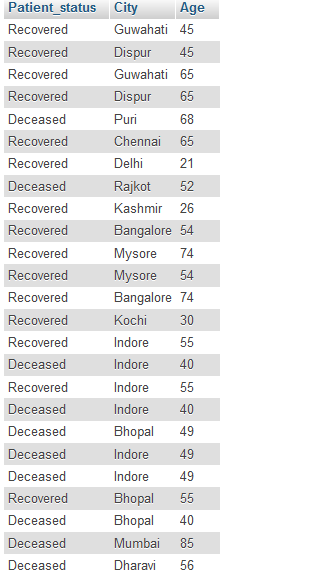 Patient_status City Age
Recovered Guwahati 45
Recovered Dispur 45
Recovered Guwahati 65
Recovered Dispur 65
Deceased Puri 68
Recovered Chennai 65
Recovered Delhi 21
Deceased Rajkot 52
Recovered Kashmir 26
Recovered Bangalore 54
Recovered Mysore 74
Recovered Mysore 54
Recovered Bangalore 74
Recovered Kochi 30
Recovered Indore 55
Deceased Indore 40
Recovered Indore 55
Deceased Indore 40
Deceased Bhopal 49
Deceased Indore 49
Deceased Indore 49
Recovered Bhopal 55
Deceased Bhopal 40
Deceased Mumbai 85
Deceased Dharavi 56